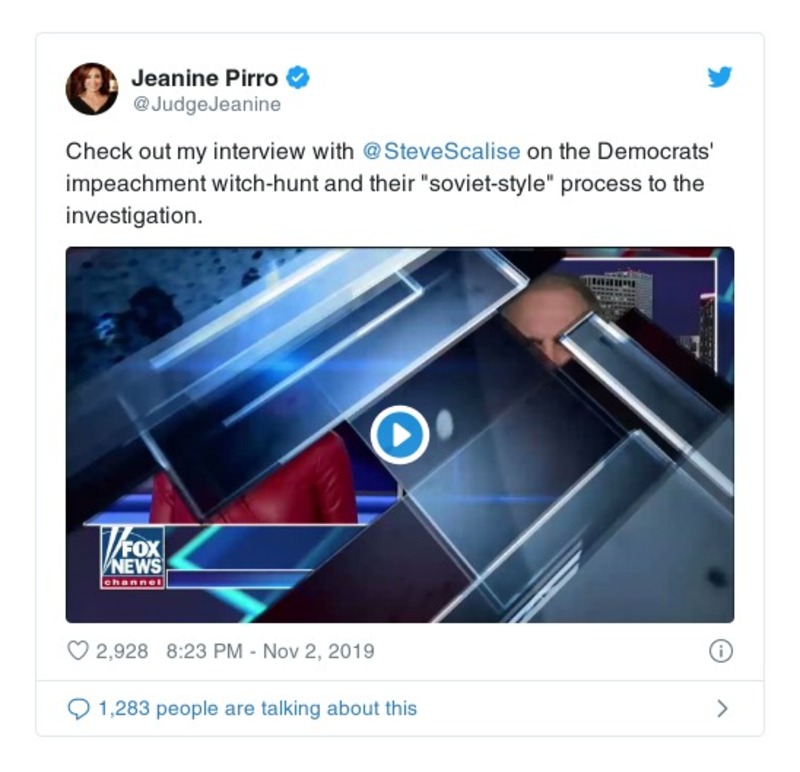 Jeanine Pirro
@JudgeJeanine
Check out my interview with @SteveScalise on the Democrats'
impeachment witch-hunt and their "soviet-style" process to the
investigation.
FOX
NEWS
channel
2,928 8:23 PM - Nov 2, 2019
1,283 people are talking about this